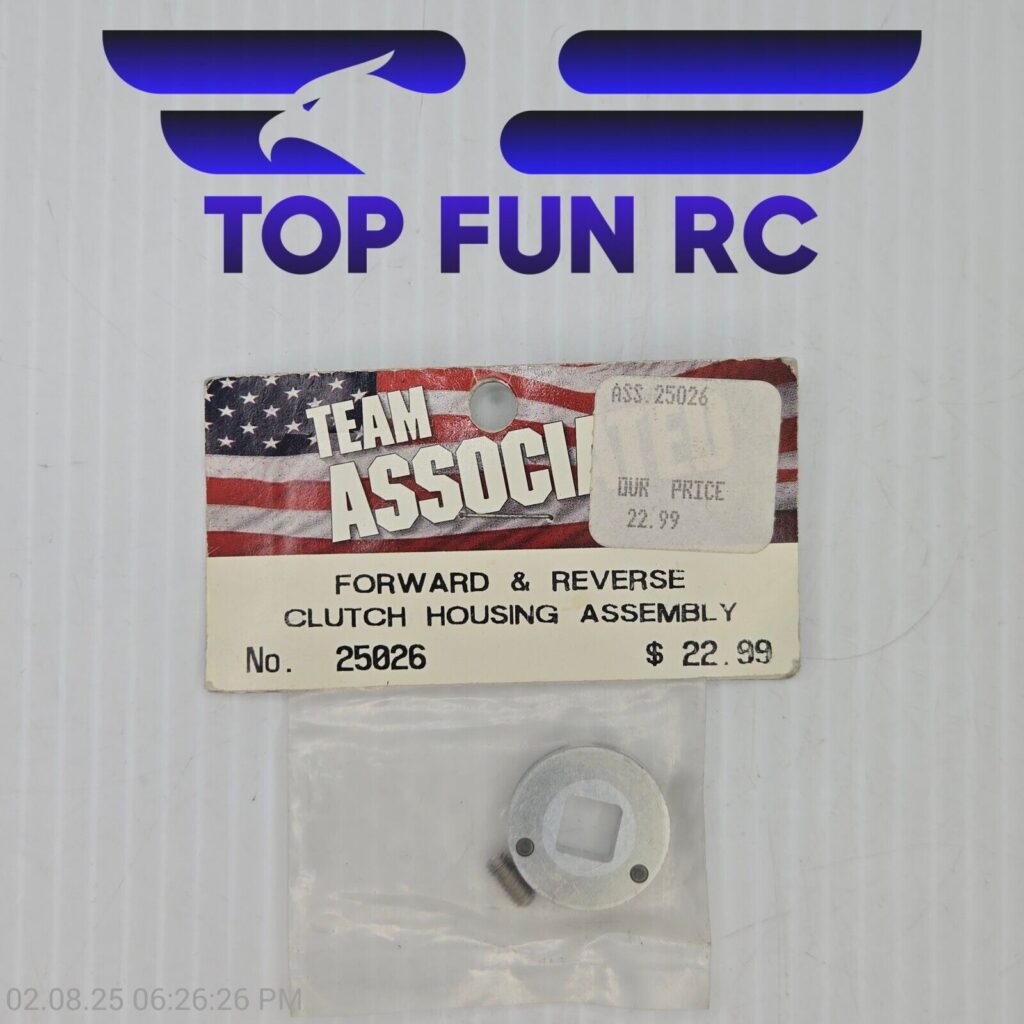 TOP FUN RC
TEAM
ASSOCIA
ASS.25026
OUR PRICE
22.99
FORWARD & REVERSE
CLUTCH HOUSING ASSEMBLY
No. 25026 $ 22.99
02.08.25 06:26:26 PM